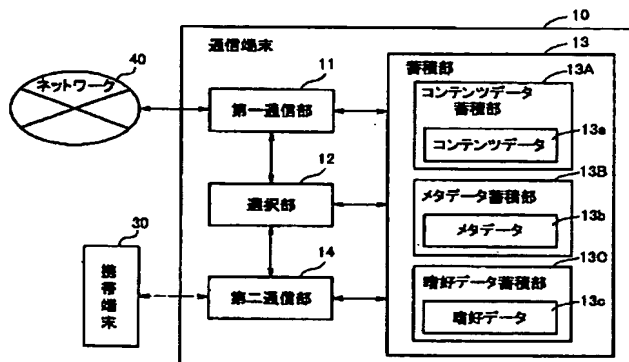 10
通信端末
13
40
ネットワーク
11
第一通信部
蓄積部
13A
コンテンツデータ
蓄積部
13a
コンテンツデータ
12
選択部
13B
メタデータ蓄積部
13b
メタデータ
30
携帯端末
14
第二通信部
13C
嗜好データ蓄積部
13c
嗜好データ